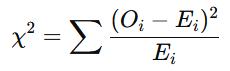 χ² = ∑ (Oᵢ − Eᵢ)² / Eᵢ